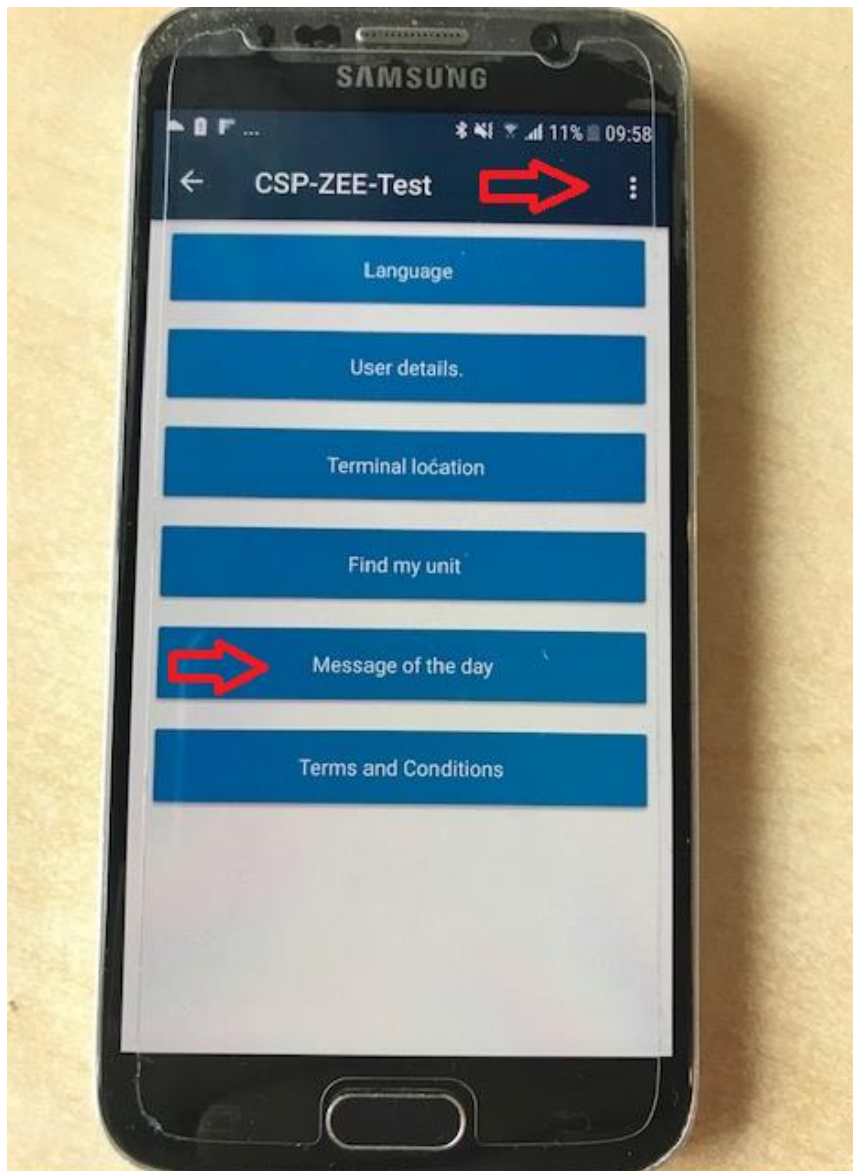 SAMSUNG
... 11% 09:58
CSP-ZEE-Test
Language
User details.
Terminal location
Find my unit
Message of the day
Terms and Conditions